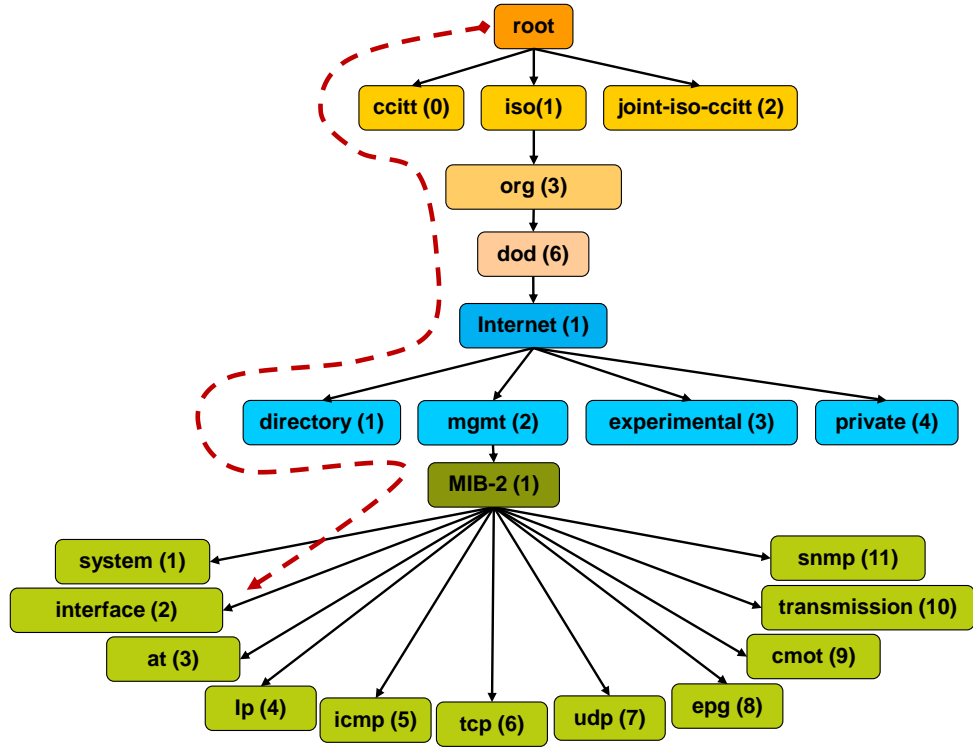 root
ccitt (0)
iso(1)
joint-iso-ccitt (2)
org (3)
dod (6)
Internet (1)
directory (1)
mgmt (2)
experimental (3)
private (4)
MIB-2 (1)
system (1)
snmp (11)
interface (2)
transmission (10)
at (3)
cmot (9)
Ip (4)
icmp (5)
tcp (6)
udp (7)
epg (8)